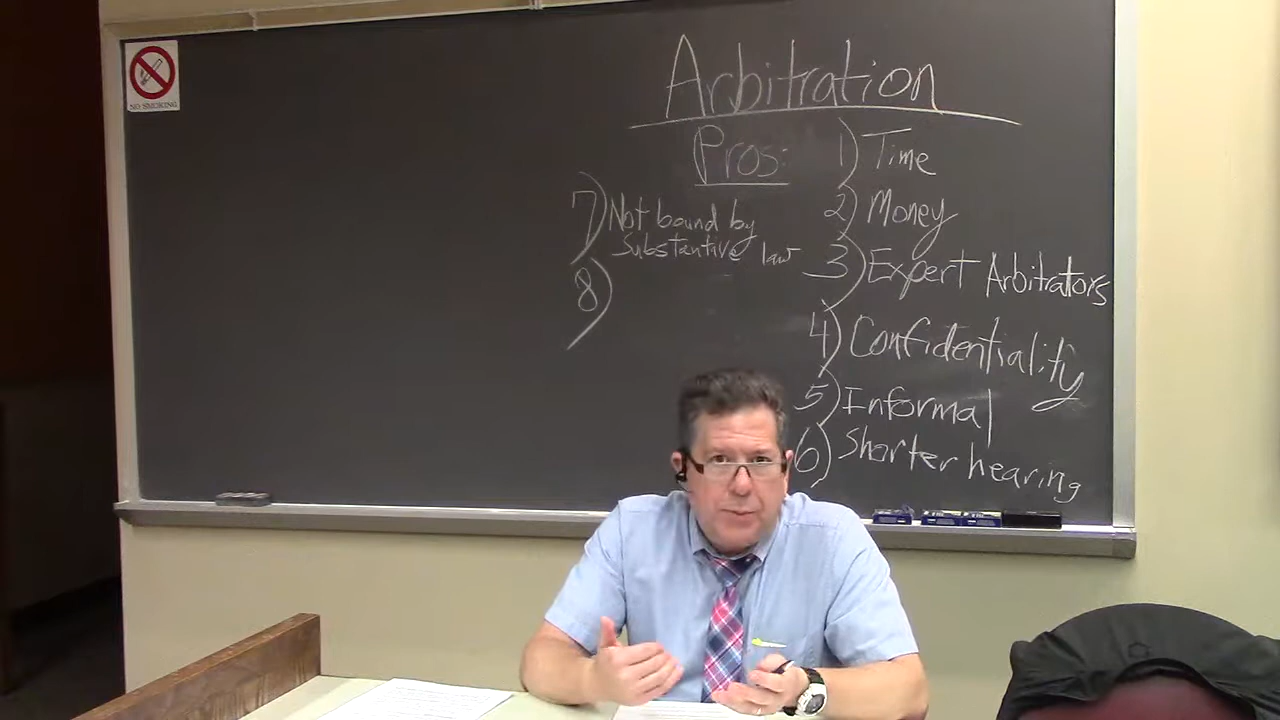 NO SMOKING
Arbitration
Pros:
1) Time
2) Money
3) Expert Arbitrators
4) Confidentiality
5) Informal
6) Shorter hearing
7) Not bound by
Substantive law
8)